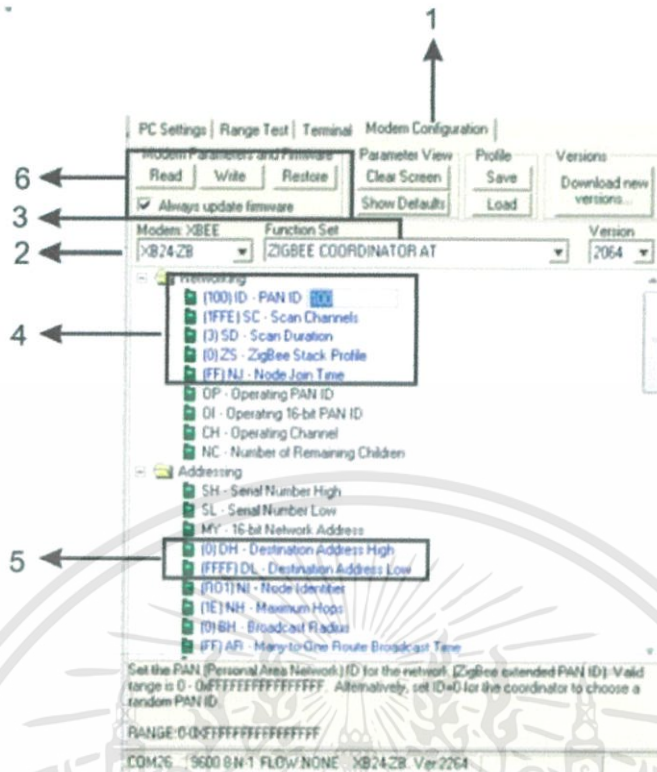 1
PC Settings Range Test Terminal Modem Configuration
Modem Parameters and Firmware Parameter View Profile Versions
6
Read Write Restore Clear Screen Save Download new versions...
Always update firmware Show Defaults Load
3
Modem: XBEE Function Set Version
2
XB24-ZB ZIGBEE COORDINATOR AT 2064
Networking
4
(100) ID - PAN ID 100
(1FFE) SC - Scan Channels
(3) SD - Scan Duration
(0) ZS - ZigBee Stack Profile
(FF) NJ - Node Join Time
OP - Operating PAN ID
OI - Operating 16-bit PAN ID
CH - Operating Channel
NC - Number of Remaining Children
Addressing
SH - Serial Number High
SL - Serial Number Low
MY - 16-bit Network Address
5
(0) DH - Destination Address High
(FFFF) DL - Destination Address Low
NI - Node Identifier
(1E) NH - Maximum Hops
(0) BH - Broadcast Radius
(FF) AR - Many-to-One Route Broadcast Time
Set the PAN (Personal Area Network) ID for the network. (ZigBee extended PAN ID). Valid
range is 0 - 0xFFFFFFFFFFFFFFFF. Alternatively, set ID=0 for the coordinator to choose a
random PAN ID.
RANGE:0-0XFFFFFFFFFFFFFFFF
COM26 9600 8-N-1 FLOW:NONE XB24-ZB Ver:2264